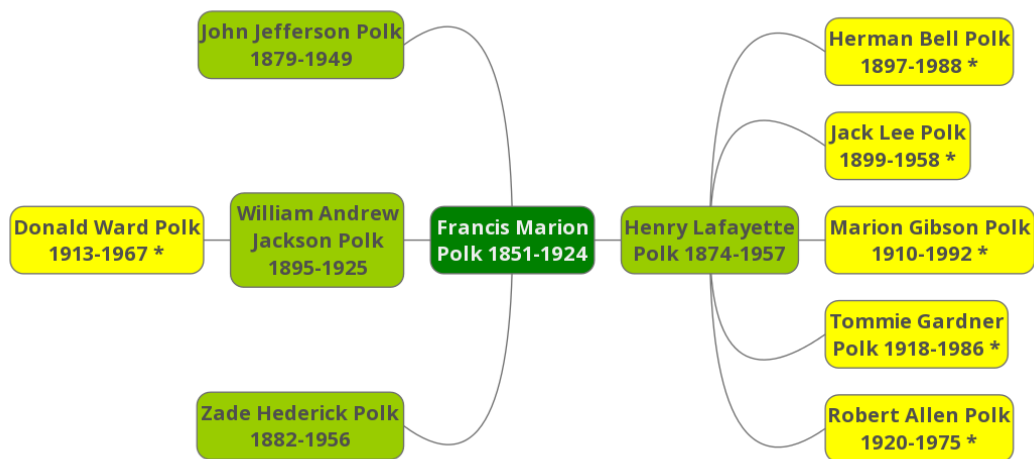 John Jefferson Polk
1879-1949
Herman Bell Polk
1897-1988 *
Jack Lee Polk
1899-1958 *
Donald Ward Polk
1913-1967 *
William Andrew
Jackson Polk
1895-1925
Francis Marion
Polk 1851-1924
Henry Lafayette
Polk 1874-1957
Marion Gibson Polk
1910-1992 *
Tommie Gardner
Polk 1918-1986 *
Zade Hederick Polk
1882-1956
Robert Allen Polk
1920-1975 *